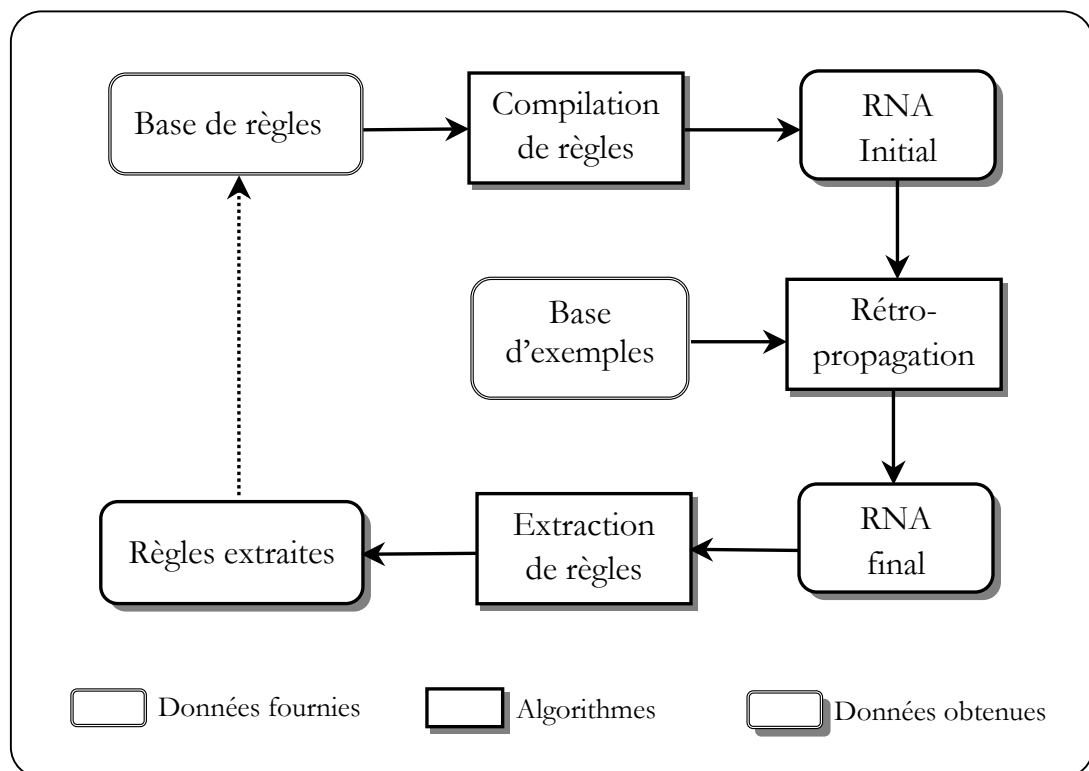 Base de règles
Compilation
de règles
RNA
Initial
Base
d’exemples
Rétro-
propagation
Règles extraites
Extraction
de règles
RNA
final
Données fournies
Algorithmes
Données obtenues